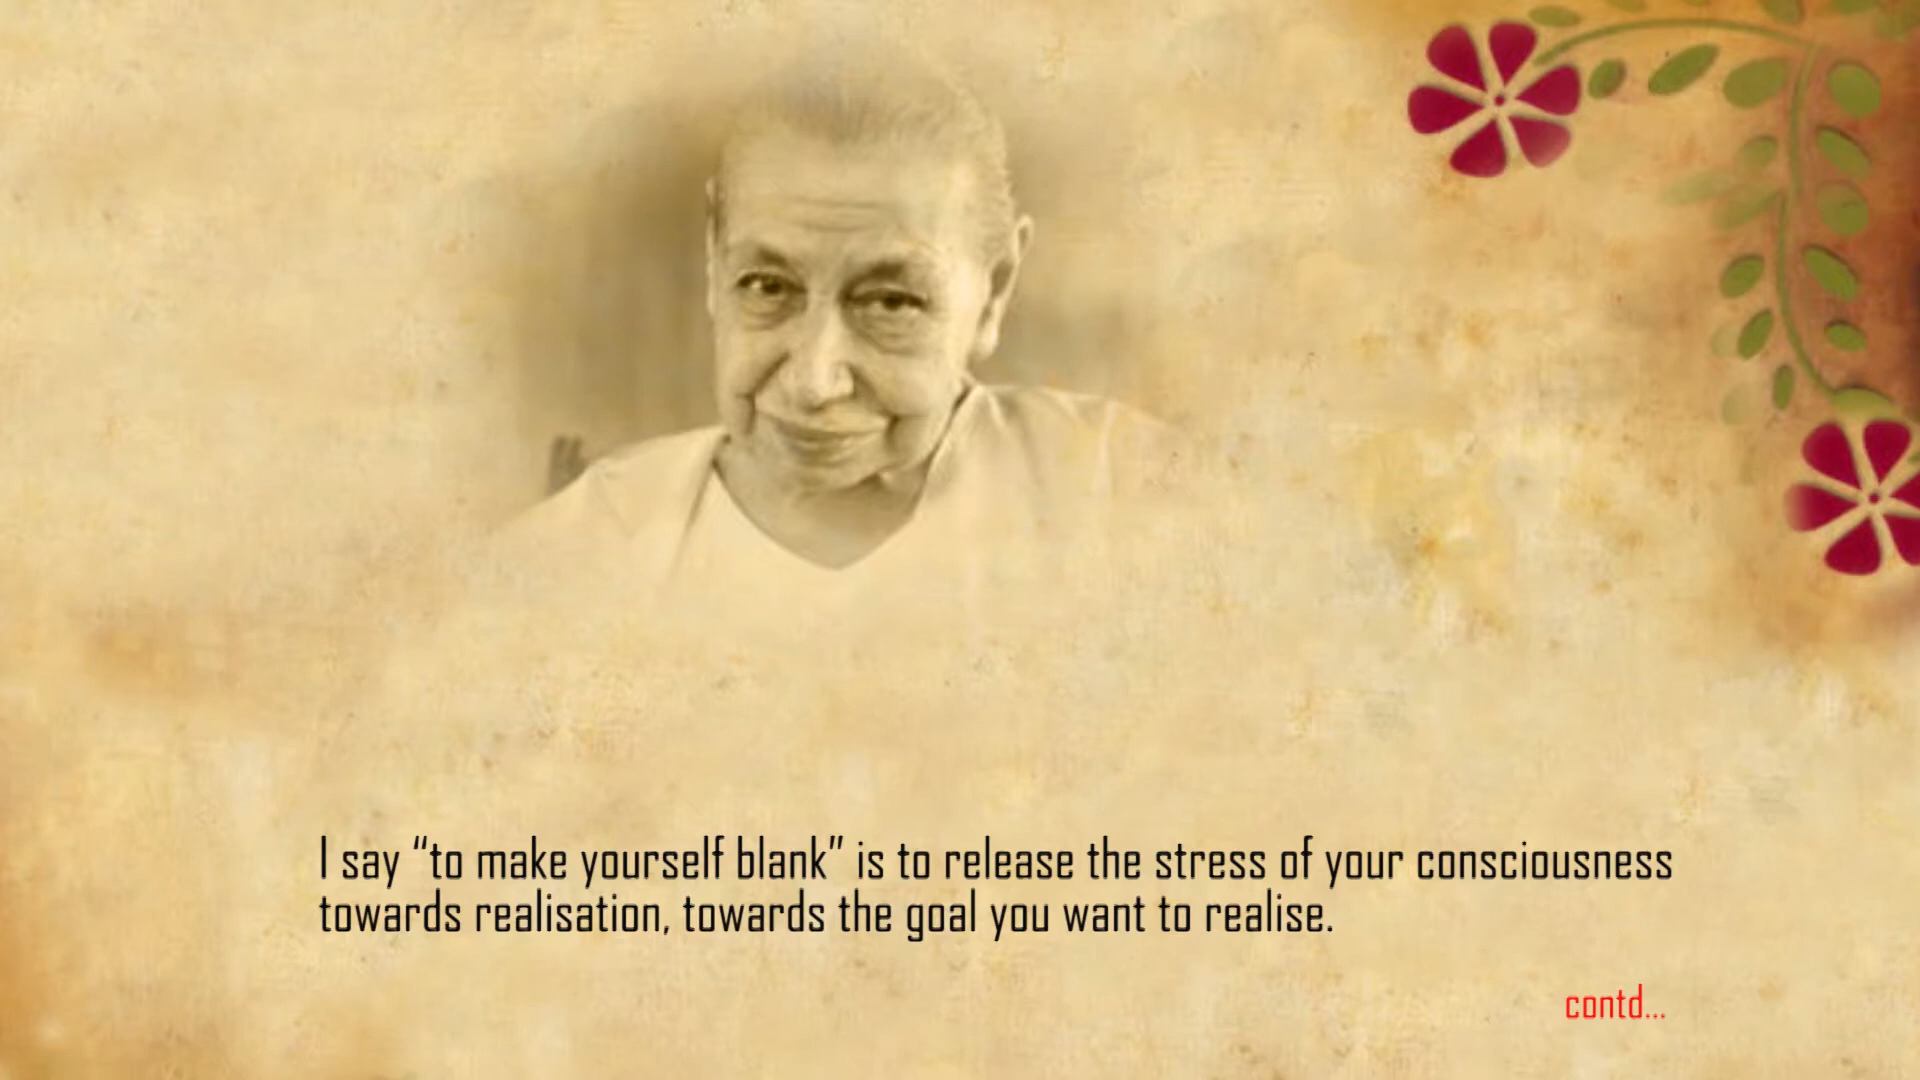 I say “to make yourself blank” is to release the stress of your consciousness
towards realisation, towards the goal you want to realise.
contd...